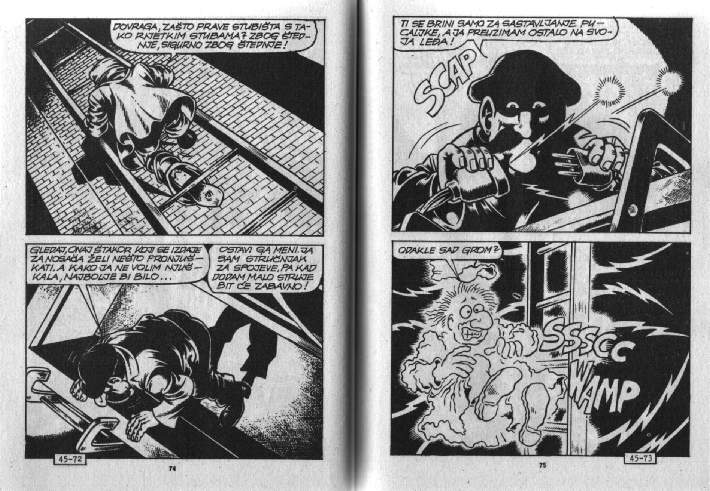 DOVRAGA, ZAŠTO PRAVE STUBIŠTA S TA-
KO RIJETKIM STUBAMA? ZBOG ŠTED-
NJE, SIGURNO ZBOG ŠTEDNJE!
GLEDAJ, ONAJ ŠTAKOR KOJI SE IZDAJE
ZA NOSAČA ŽELI NEŠTO PRONJUŠ-
KATI. A KAKO JA NE VOLIM NJUŠ-
KALA, NAJBOLJE BI BILO...
OSTAVI GA MENI. JA
SAM STRUČNJAK
ZA SPOJEVE, PA KAD
DODAM MALO STRUJE
BIT ĆE ZABAVNO!
45-72
74
TI SE BRINI SAMO ZA SASTAVLJANJE PU-
CALJKE, A JA PREUZIMAM OSTALO NA SVO-
JA LEĐA!
SCAP
ODAKLE SAD GROM?
SSSCC
WAMP
75
45-73